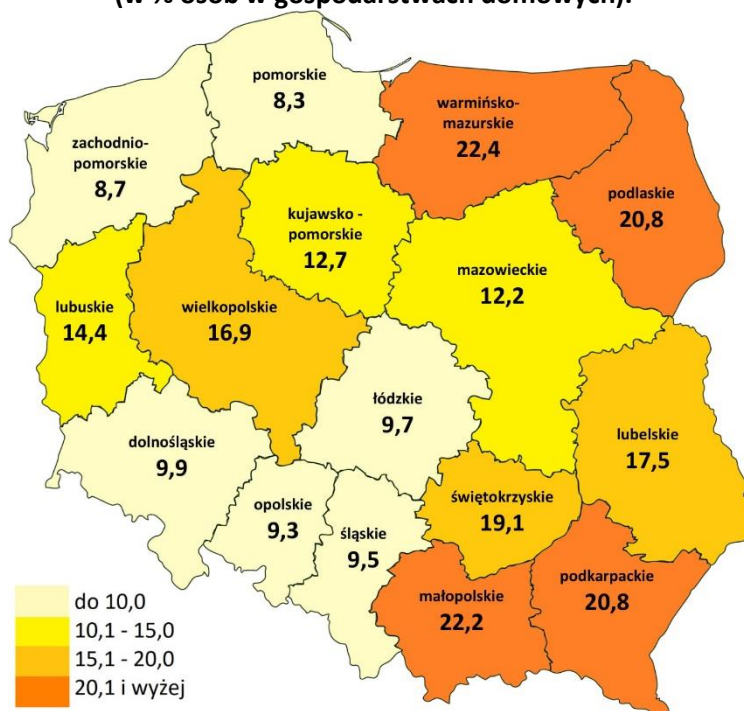 (w % osób w gospodarstwach domowych).
pomorskie
8,3
warmińsko-
mazurskie
22,4
zachodnio-
pomorskie
8,7
podlaskie
20,8
kujawsko -
pomorskie
12,7
mazowieckie
12,2
lubuskie
14,4
wielkopolskie
16,9
łódzkie
9,7
dolnośląskie
9,9
lubelskie
17,5
opolskie
9,3
śląskie
9,5
świętokrzyskie
19,1
małopolskie
22,2
podkarpackie
20,8
do 10,0
10,1 - 15,0
15,1 - 20,0
20,1 i wyżej